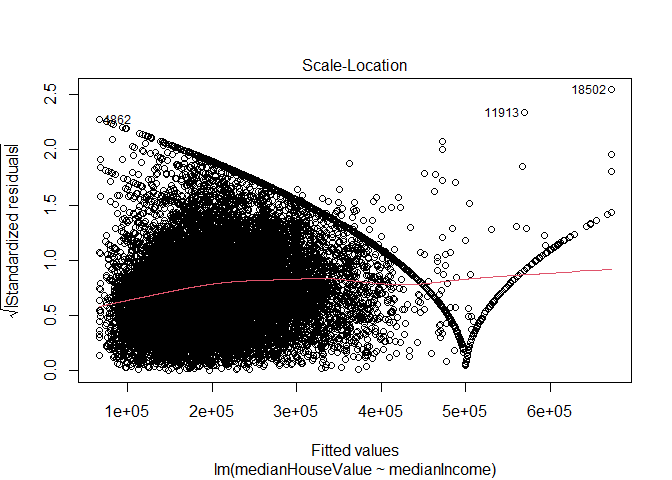 Scale-Location
√|Standardized residuals|
2.5
2.0
1.5
1.0
0.5
0.0
4862
11913
18502
1e+05
2e+05
3e+05
4e+05
5e+05
6e+05
Fitted values
lm(medianHouseValue ~ medianIncome)